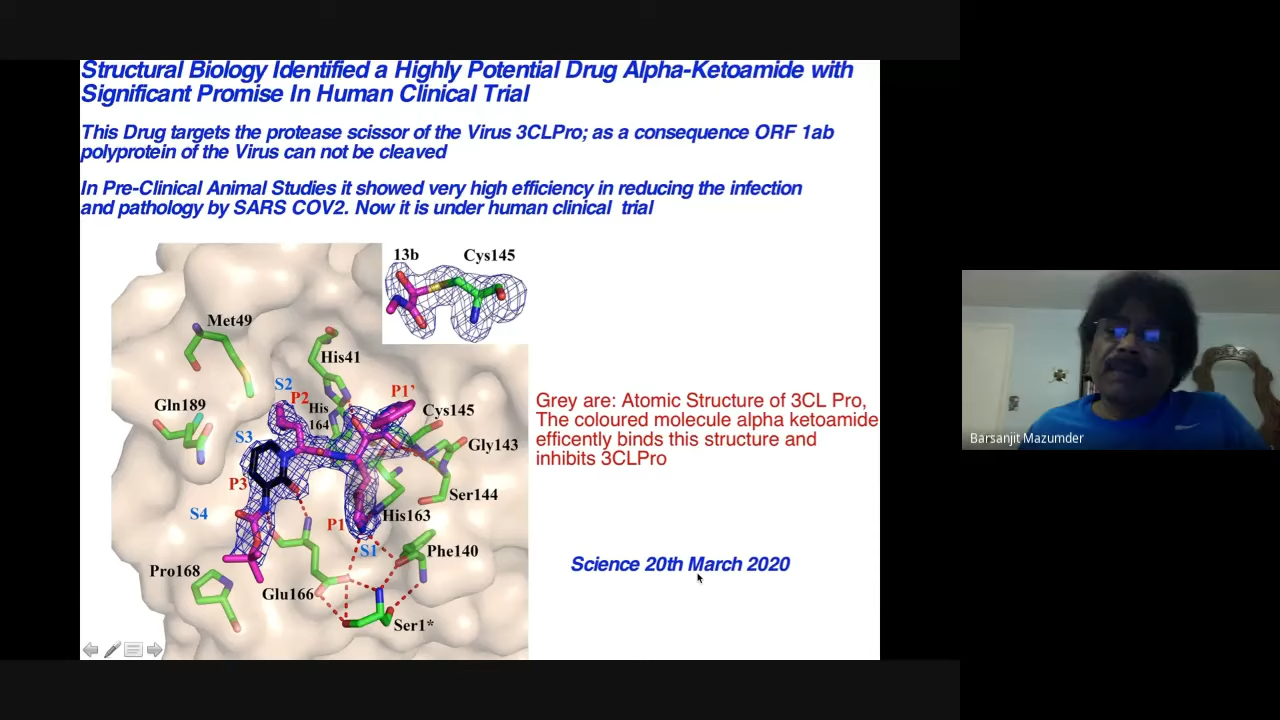 Structural Biology Identified a Highly Potential Drug Alpha-Ketoamide with
Significant Promise In Human Clinical Trial
This Drug targets the protease scissor of the Virus 3CLPro; as a consequence ORF 1ab
polyprotein of the Virus can not be cleaved
In Pre-Clinical Animal Studies it showed very high efficiency in reducing the infection
and pathology by SARS COV2. Now it is under human clinical trial
13b
Cys145
Met49
His41
S2
P2
P1’
Gln189
His
164
Cys145
S3
Gly143
P3
Ser144
S4
P1
His163
S1
Phe140
Pro168
Glu166
Ser1*
Grey are: Atomic Structure of 3CL Pro,
The coloured molecule alpha ketoamide
efficently binds this structure and
inhibits 3CLPro
Science 20th March 2020
Barsanjit Mazumder